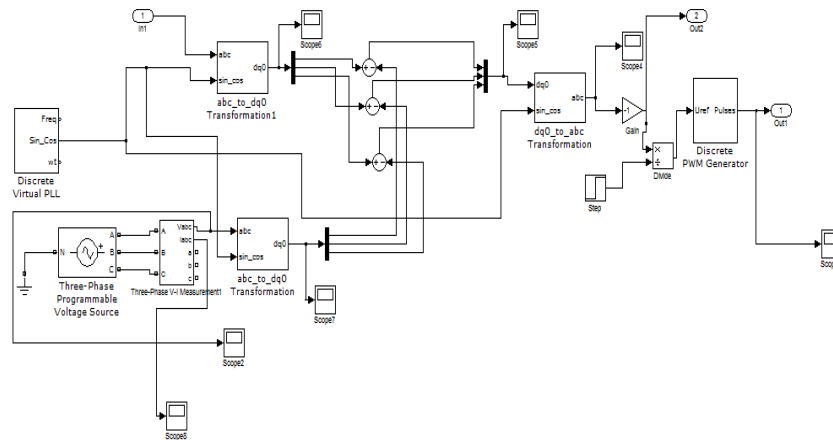 1
In1
Scope6
Scope5
2
Out2
abc
sin_cos
dq0
abc_to_dq0
Transformation1
+ -
+ -
+ -
Scope4
dq0
sin_cos
abc
dq0_to_abc
Transformation
-1
Gain
Uref Pulses
Discrete
PWM Generator
1
Out1
×
÷
Divide
Step
Freq
Sin_Cos
wt
Discrete
Virtual PLL
N
A
B
C
+
Three-Phase
Programmable
Voltage Source
A
B
C
Vabc
Iabc
a
b
c
Three-Phase V-I Measurement1
abc
sin_cos
dq0
abc_to_dq0
Transformation
Scope7
Scope2
Scope8